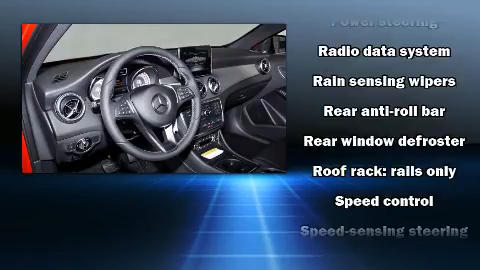 Power steering
Radio data system
Rain sensing wipers
Rear anti-roll bar
Rear window defroster
Roof rack: rails only
Speed control
Speed-sensing steering